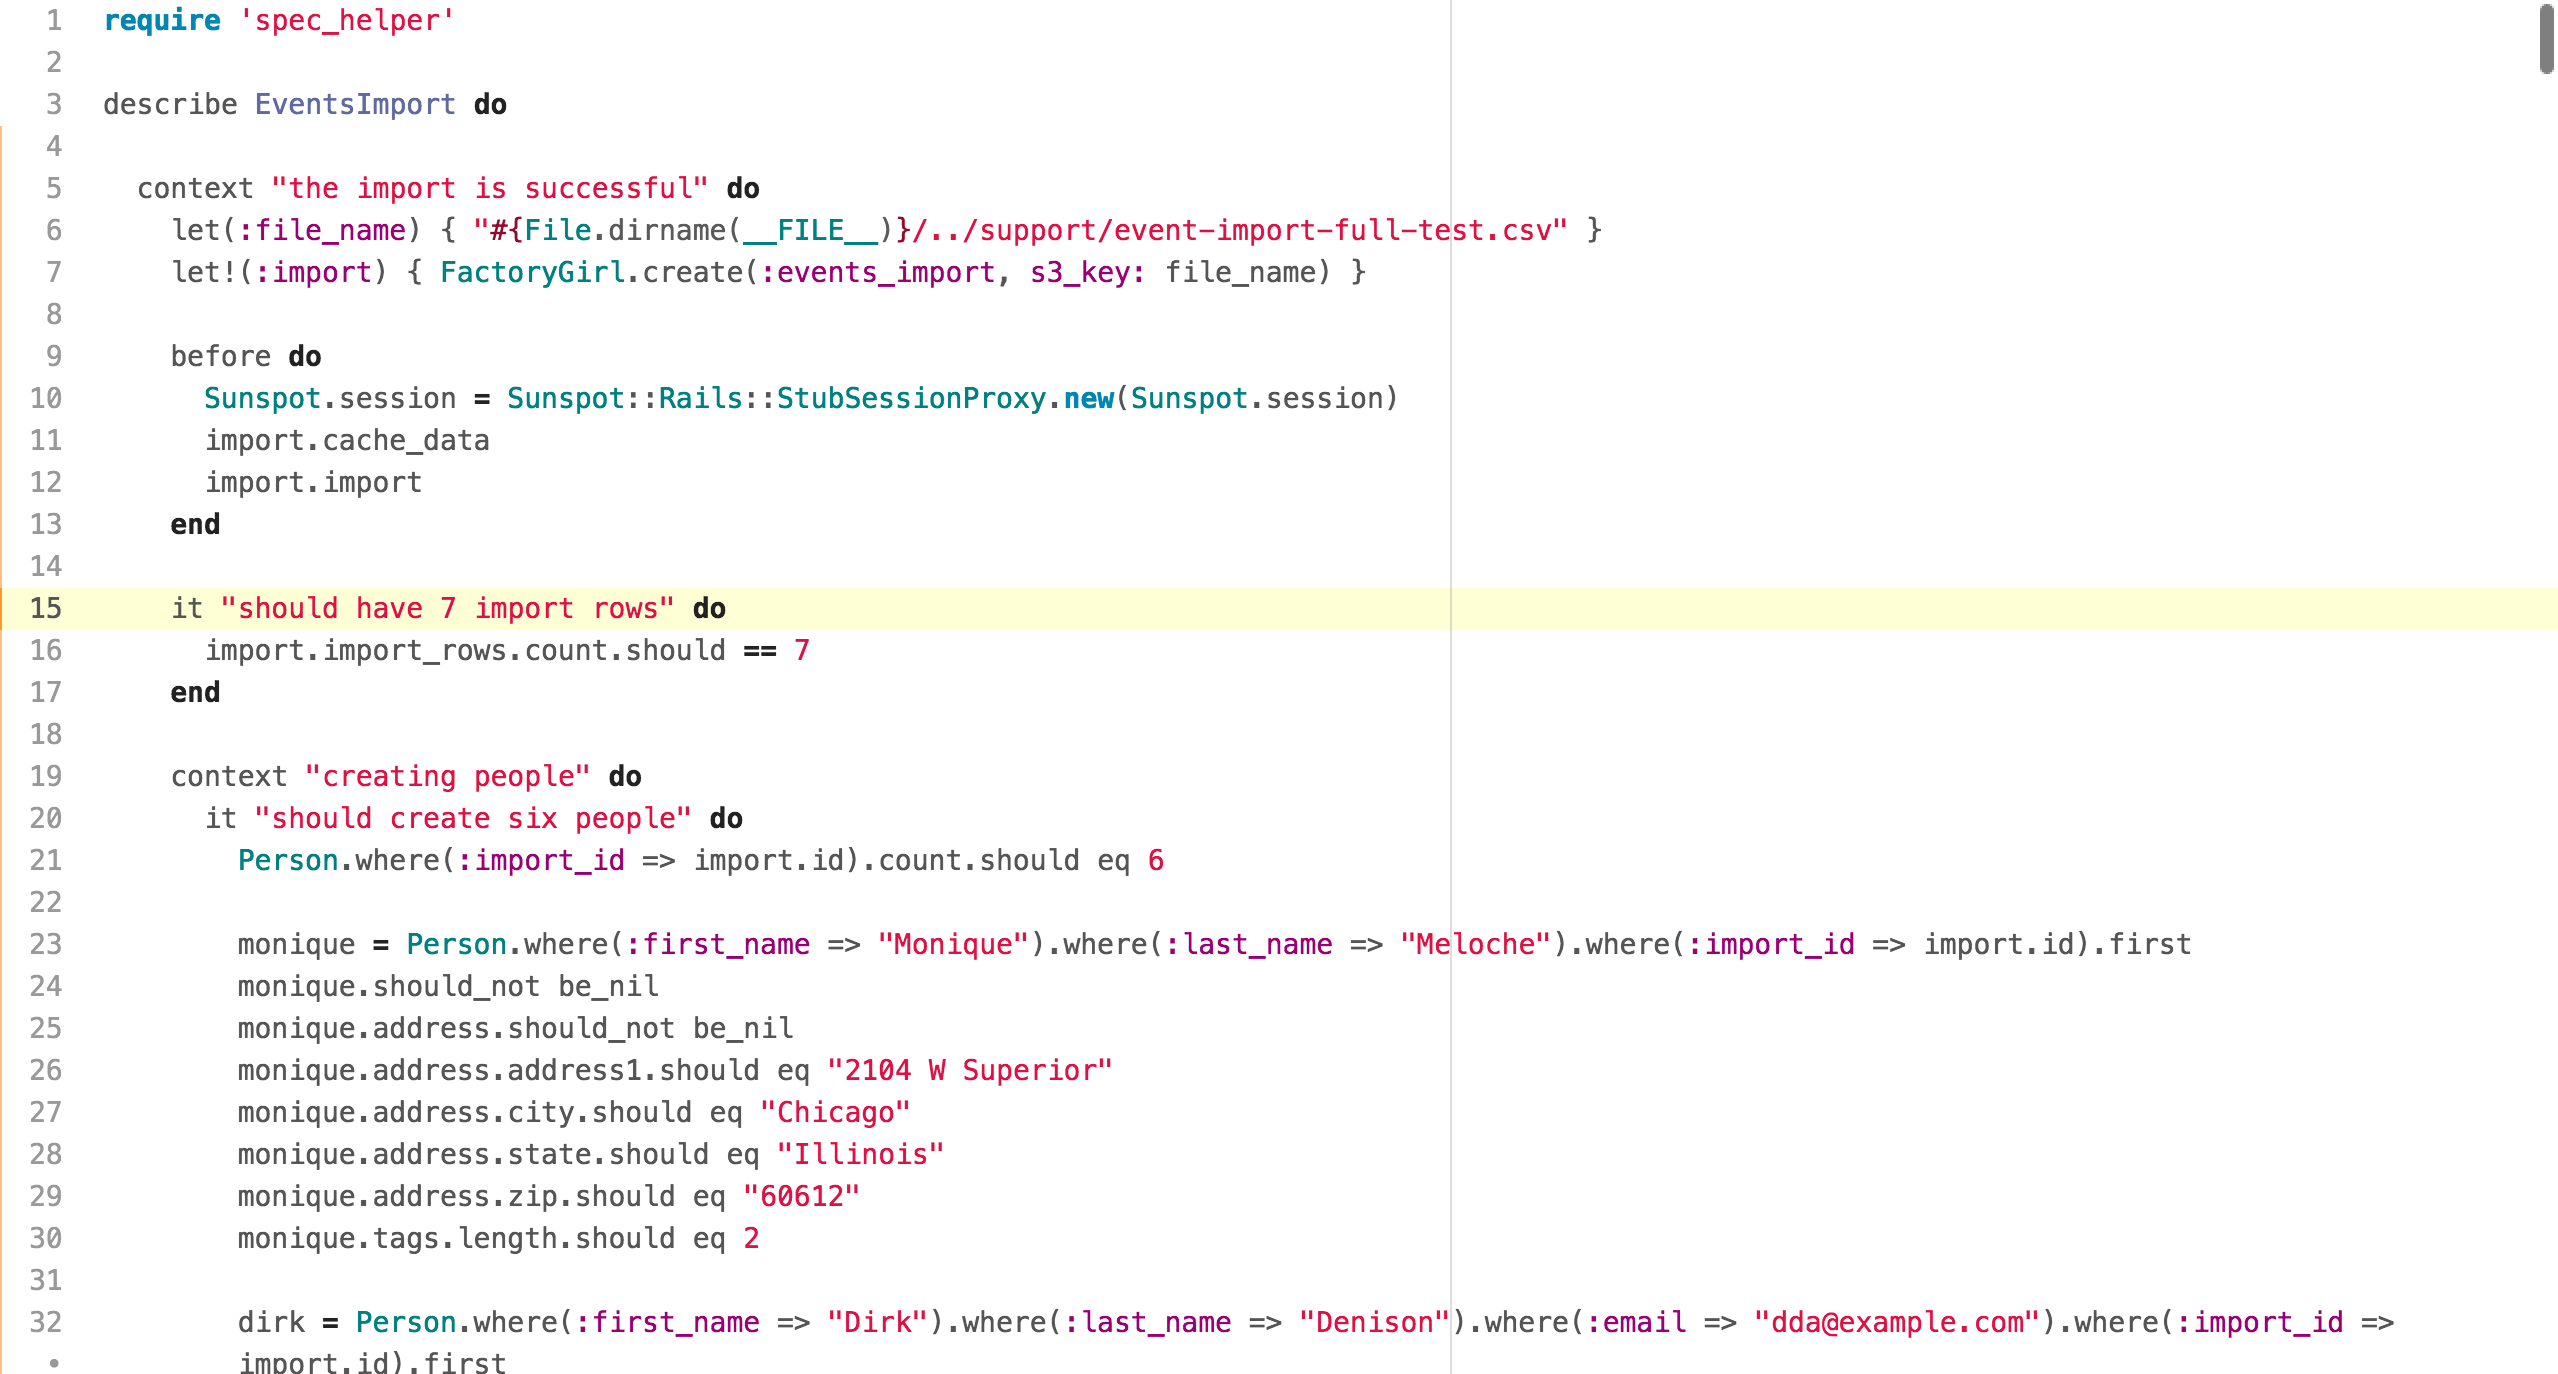 1 require 'spec_helper'
2
3 describe EventsImport do
4
5   context "the import is successful" do
6     let(:file_name) { "#{File.dirname(__FILE__)}/../support/event-import-full-test.csv" }
7     let!(:import) { FactoryGirl.create(:events_import, s3_key: file_name) }
8
9     before do
10       Sunspot.session = Sunspot::Rails::StubSessionProxy.new(Sunspot.session)
11       import.cache_data
12       import.import
13     end
14
15     it "should have 7 import rows" do
16       import.import_rows.count.should == 7
17     end
18
19     context "creating people" do
20       it "should create six people" do
21         Person.where(:import_id => import.id).count.should eq 6
22
23         monique = Person.where(:first_name => "Monique").where(:last_name => "Meloche").where(:import_id => import.id).first
24         monique.should_not be_nil
25         monique.address.should_not be_nil
26         monique.address.address1.should eq "2104 W Superior"
27         monique.address.city.should eq "Chicago"
28         monique.address.state.should eq "Illinois"
29         monique.address.zip.should eq "60612"
30         monique.tags.length.should eq 2
31
32         dirk = Person.where(:first_name => "Dirk").where(:last_name => "Denison").where(:email => "dda@example.com").where(:import_id =>
•         import.id).first